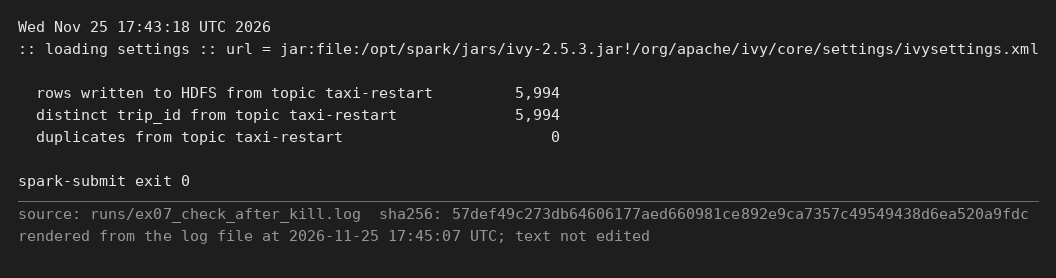 Wed Nov 25 17:43:18 UTC 2026
:: loading settings :: url = jar:file:/opt/spark/jars/ivy-2.5.3.jar!/org/apache/ivy/core/settings/ivysettings.xml
rows written to HDFS from topic taxi-restart 5,994
distinct trip_id from topic taxi-restart 5,994
duplicates from topic taxi-restart 0
spark-submit exit 0
source: runs/ex07_check_after_kill.log sha256: 57def49c273db64606177aed660981ce892e9ca7357c49549438d6ea520a9fdc
rendered from the log file at 2026-11-25 17:45:07 UTC; text not edited